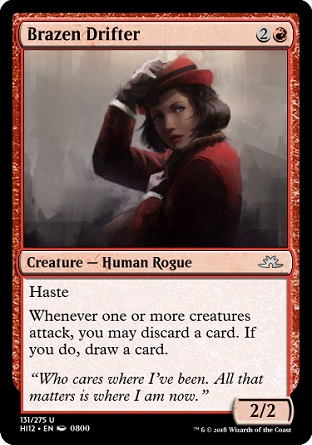 Brazen Drifter 2
Creature — Human Rogue
Haste
Whenever one or more creatures
attack, you may discard a card. If
you do, draw a card.
“Who cares where I’ve been. All that
matters is where I am now.”
2/2
131/275 U
HI12 • EN 0800
™ & © 2018 Wizards of the Coast